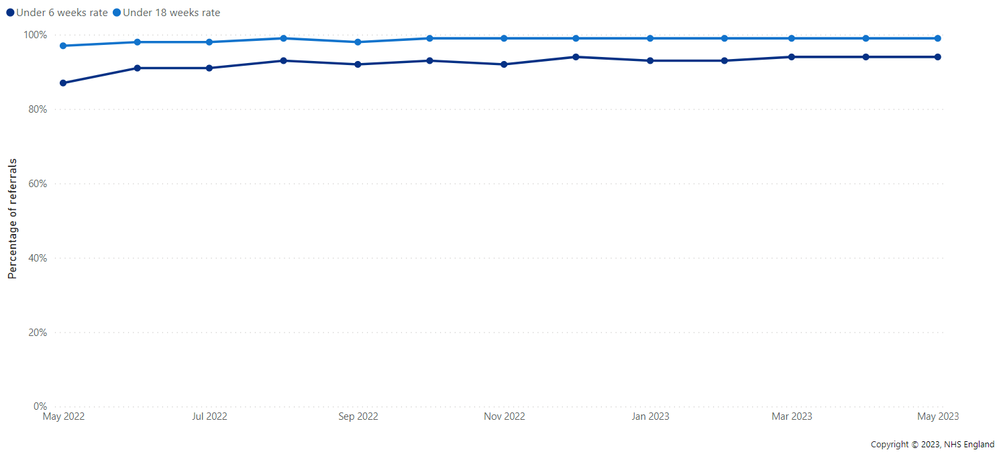 Under 6 weeks rate Under 18 weeks rate
100%
80%
60%
40%
20%
0%
Percentage of referrals
May 2022 Jul 2022 Sep 2022 Nov 2022 Jan 2023 Mar 2023 May 2023
Copyright © 2023, NHS England